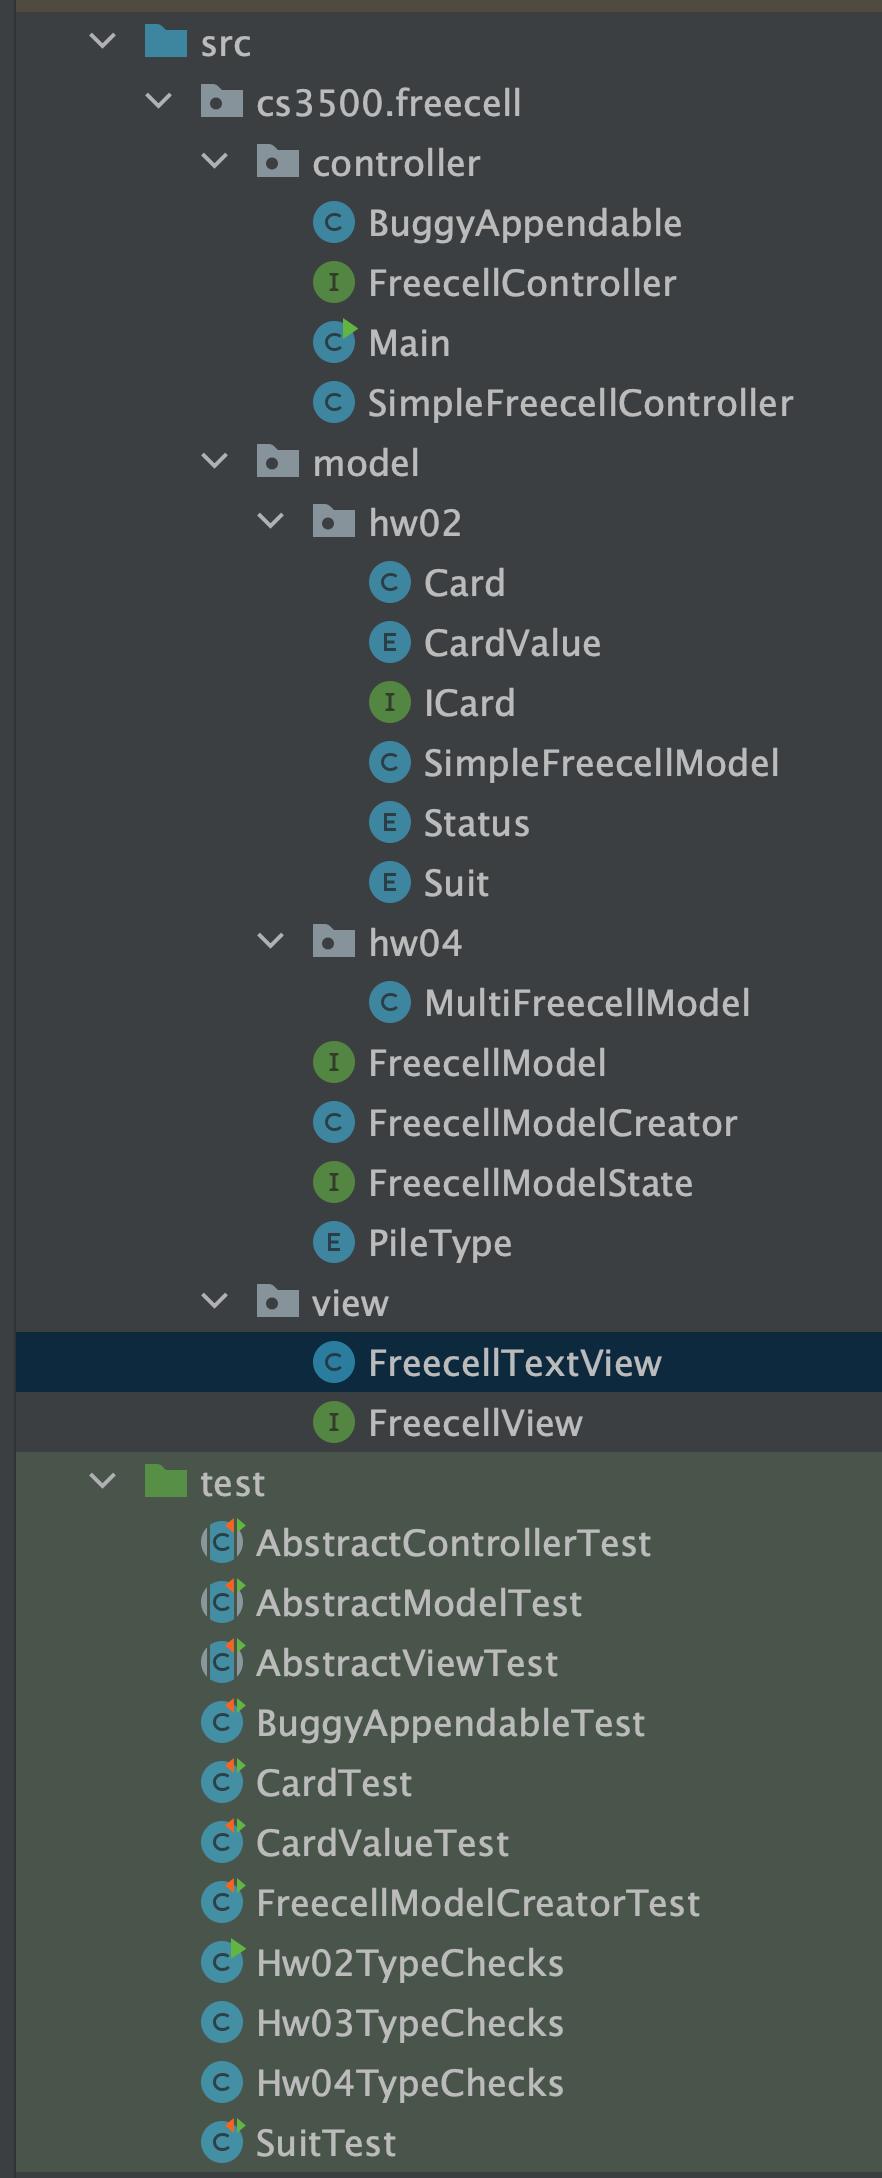 src
cs3500.freecell
controller
C BuggyAppendable
I FreecellController
C Main
C SimpleFreecellController
model
hw02
C Card
E CardValue
I ICard
C SimpleFreecellModel
E Status
E Suit
hw04
C MultiFreecellModel
I FreecellModel
C FreecellModelCreator
I FreecellModelState
E PileType
view
C FreecellTextView
I FreecellView
test
C AbstractControllerTest
C AbstractModelTest
C AbstractViewTest
C BuggyAppendableTest
C CardTest
C CardValueTest
C FreecellModelCreatorTest
C Hw02TypeChecks
C Hw03TypeChecks
C Hw04TypeChecks
C SuitTest